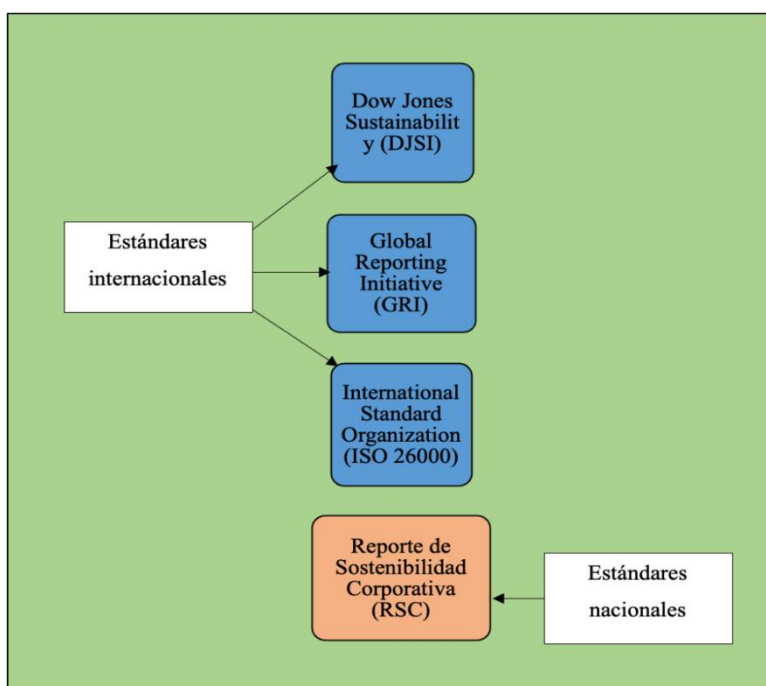 Dow Jones
Sustainabilit
y (DJSI)
Estándares
internacionales
Global
Reporting
Initiative
(GRI)
International
Standard
Organization
(ISO 26000)
Reporte de
Sostenibilidad
Corporativa
(RSC)
Estándares
nacionales